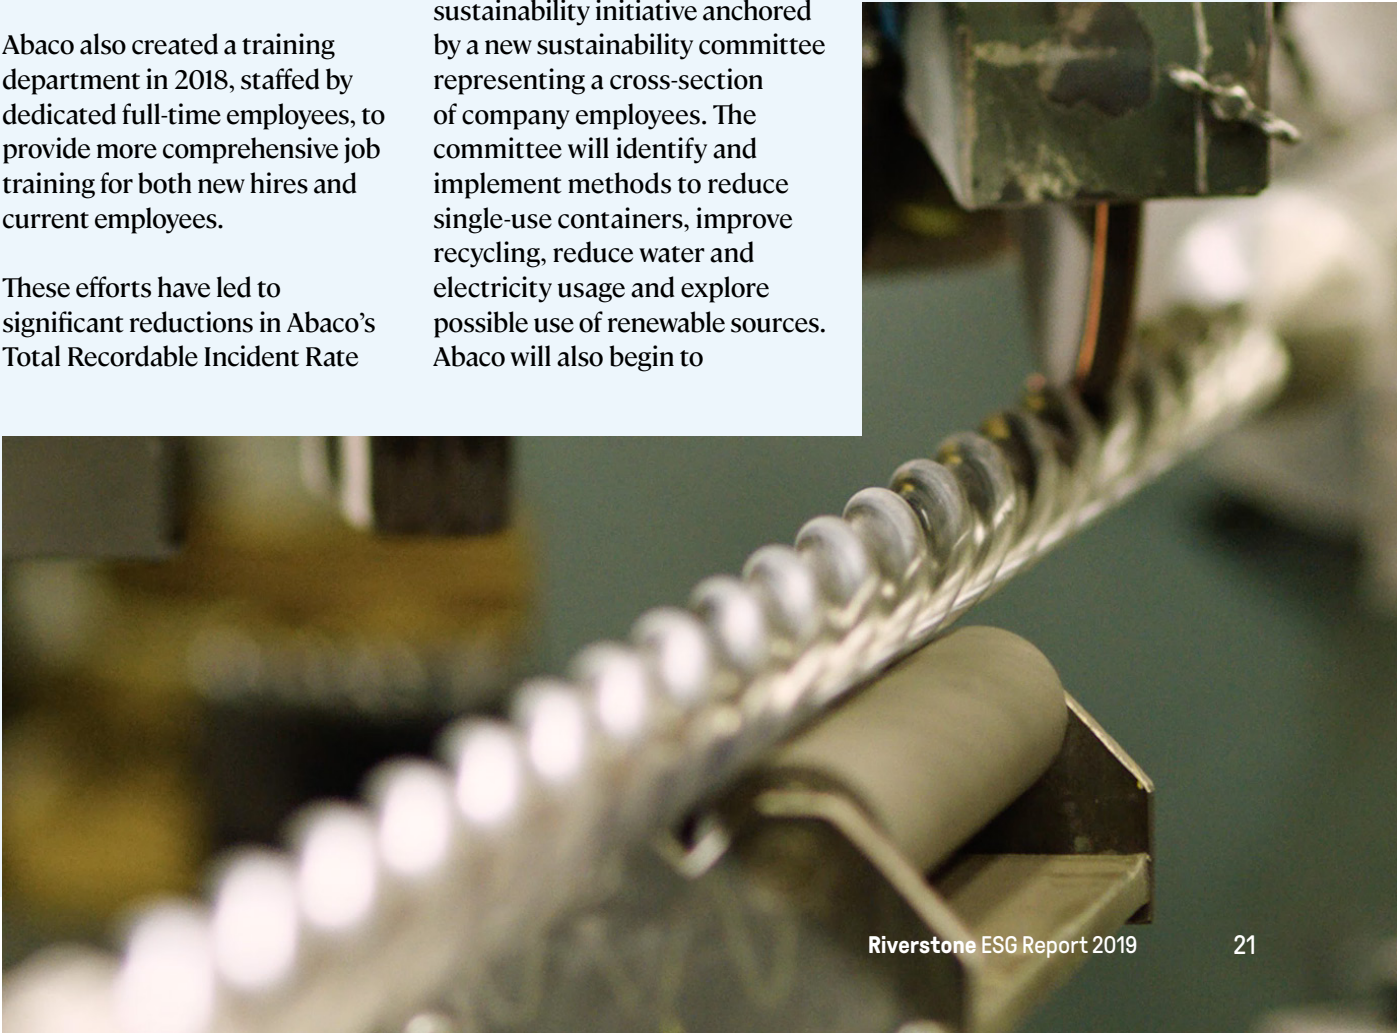 Abaco also created a training
department in 2018, staffed by
dedicated full-time employees, to
provide more comprehensive job
training for both new hires and
current employees.
These efforts have led to
significant reductions in Abaco's
Total Recordable Incident Rate
sustainability initiative anchored
by a new sustainability committee
representing a cross-section
of company employees. The
committee will identify and
implement methods to reduce
single-use containers, improve
recycling, reduce water and
electricity usage and explore
possible use of renewable sources.
Abaco will also begin to
Riverstone ESG Report 2019
21